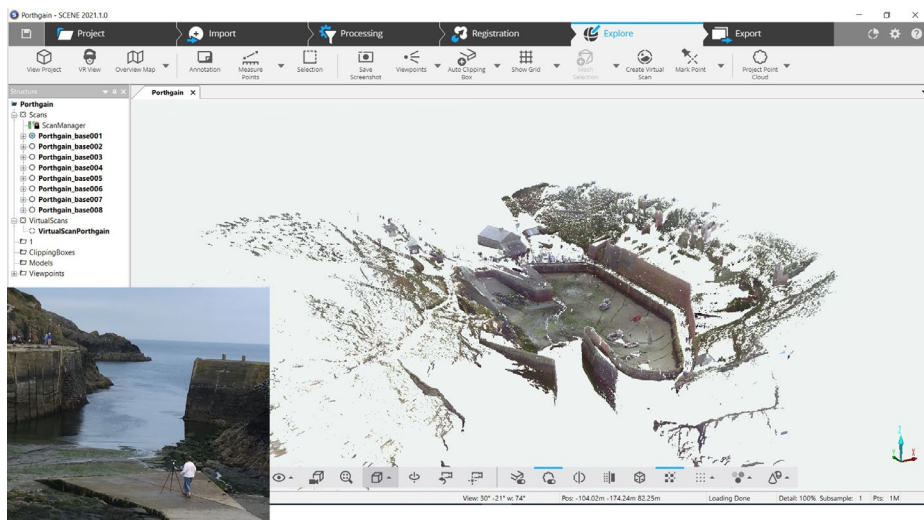 Porthgain - SCENE 2021.1.0
Project Import Processing Registration Explore Export
View Project VR View Overview Map Annotation Measure Points Selection Save Screenshot Viewpoints Auto Clipping Box Show Grid Mesh Selection Create Virtual Scan Mark Point Project Point Cloud
Structure
Porthgain
Porthgain
Scans
ScanManager
Porthgain_base001
Porthgain_base002
Porthgain_base003
Porthgain_base004
Porthgain_base005
Porthgain_base006
Porthgain_base007
Porthgain_base008
VirtualScans
VirtualScanPorthgain
1
ClippingBoxes
Models
Viewpoints
View: 30° -21° w: 74° Pos: -104.02m -174.24m 82.25m Loading Done Detail: 100% Subsample: 1 Pts: 1M